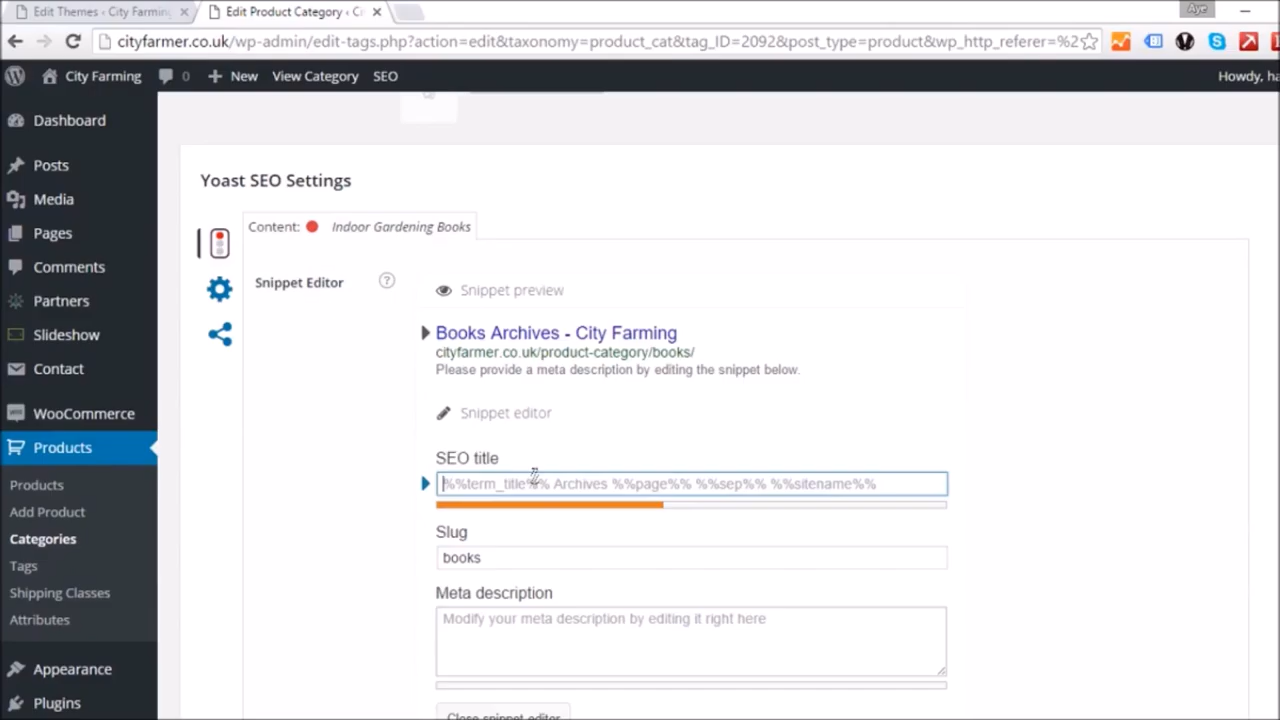 Edit Themes ‹ City Farming
Edit Product Category ‹ Ci
Aye
cityfarmer.co.uk/wp-admin/edit-tags.php?action=edit&taxonomy=product_cat&tag_ID=2092&post_type=product&wp_http_referer=%2
City Farming 0 New View Category SEO Howdy, ha
Dashboard
Posts
Media
Pages
Comments
Partners
Slideshow
Contact
WooCommerce
Products
Products
Add Product
Categories
Tags
Shipping Classes
Attributes
Appearance
Plugins
Yoast SEO Settings
Content: Indoor Gardening Books
Snippet Editor ?
Snippet preview
Books Archives - City Farming
cityfarmer.co.uk/product-category/books/
Please provide a meta description by editing the snippet below.
Snippet editor
SEO title
%%term_title%% Archives %%page%% %%sep%% %%sitename%%
Slug
books
Meta description
Modify your meta description by editing it right here
Close snippet editor